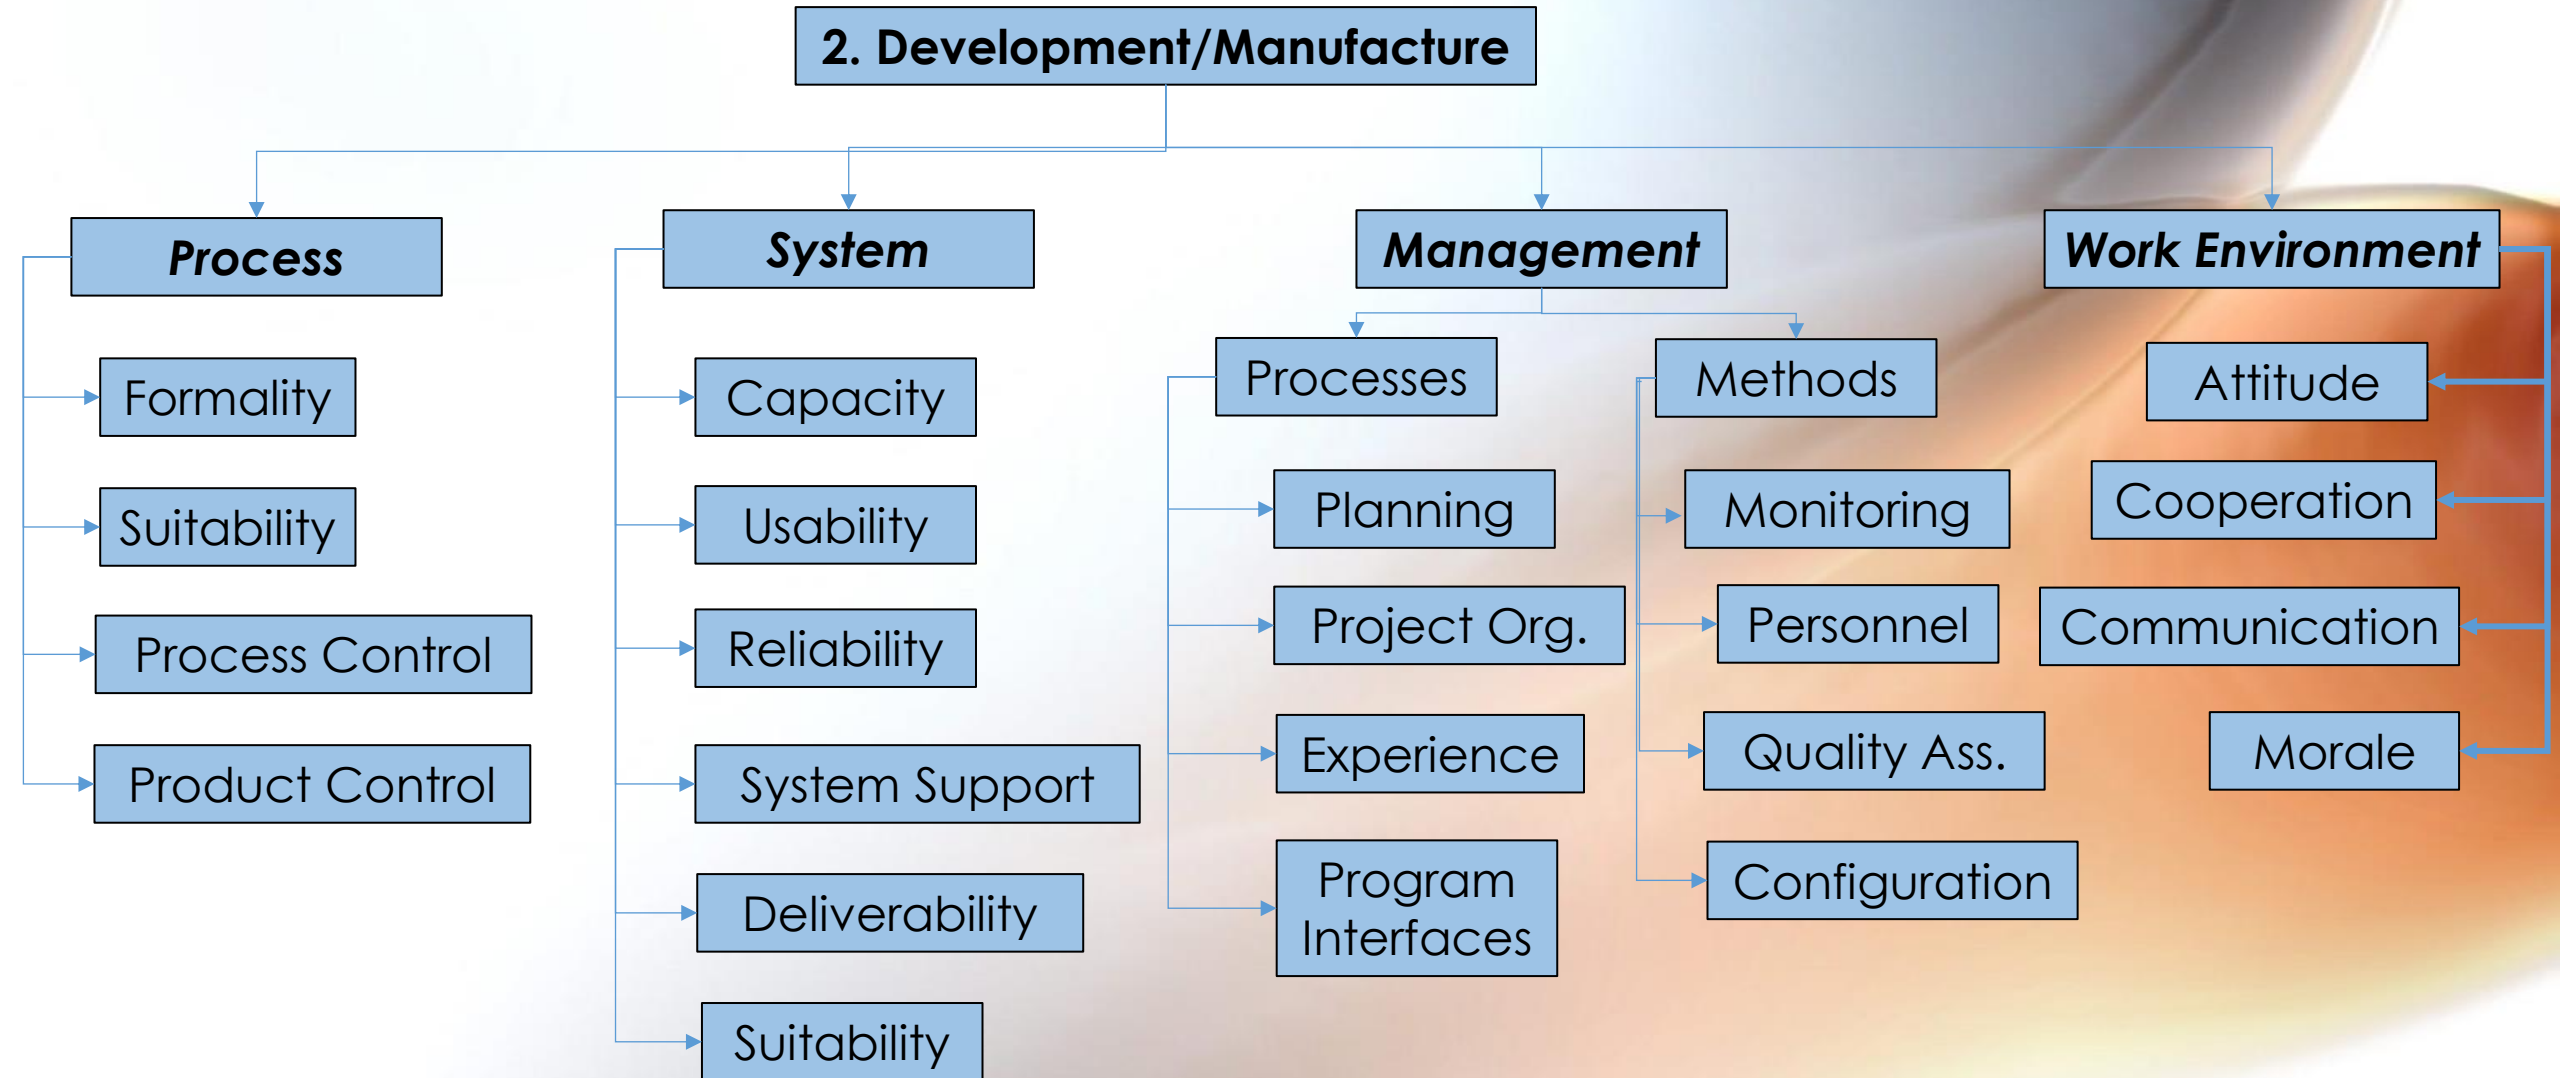 2. Development/Manufacture
Process
Formality
Suitability
Process Control
Product Control
System
Capacity
Usability
Reliability
System Support
Deliverability
Suitability
Management
Processes
Planning
Project Org.
Experience
Program
Interfaces
Methods
Monitoring
Personnel
Quality Ass.
Configuration
Work Environment
Attitude
Cooperation
Communication
Morale